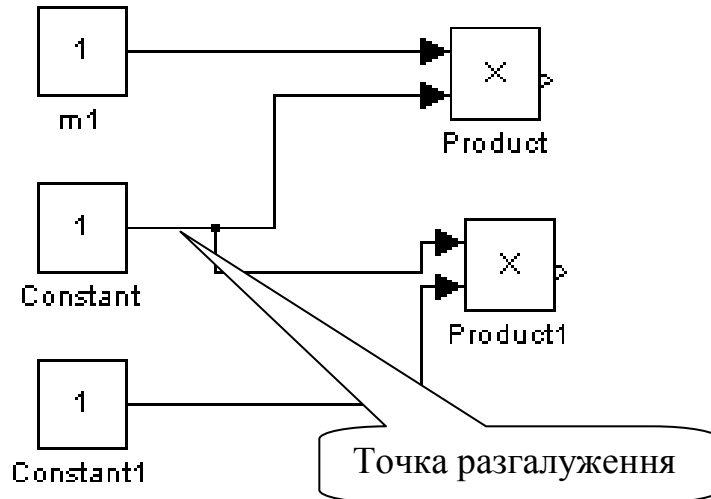 1
m1
×
Product
1
Constant
×
Product1
1
Constant1
Точка разгалуження